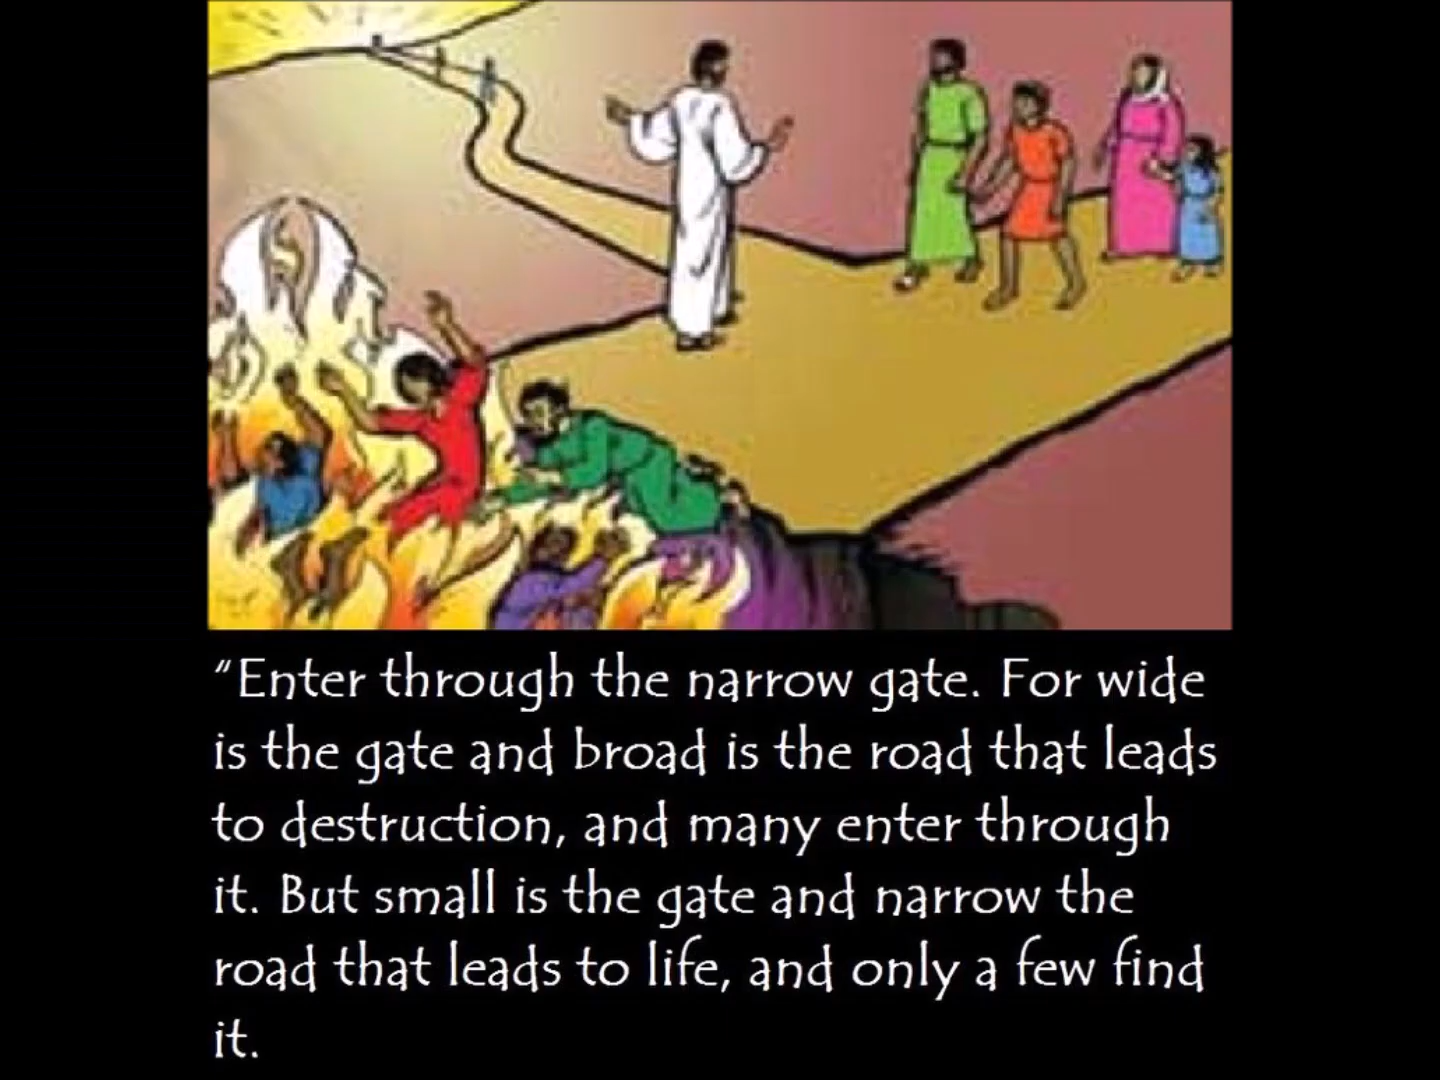 “Enter through the narrow gate. For wide
is the gate and broad is the road that leads
to destruction, and many enter through
it. But small is the gate and narrow the
road that leads to life, and only a few find
it.